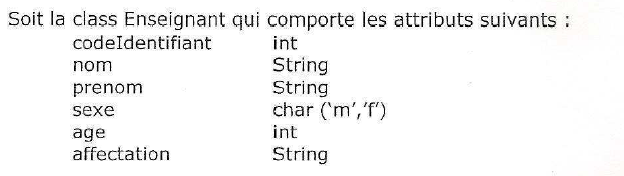 Soit la class Enseignant qui comporte les attributs suivants :
codeIdentifiant int
nom String
prenom String
sexe char ('m','f')
age int
affectation String